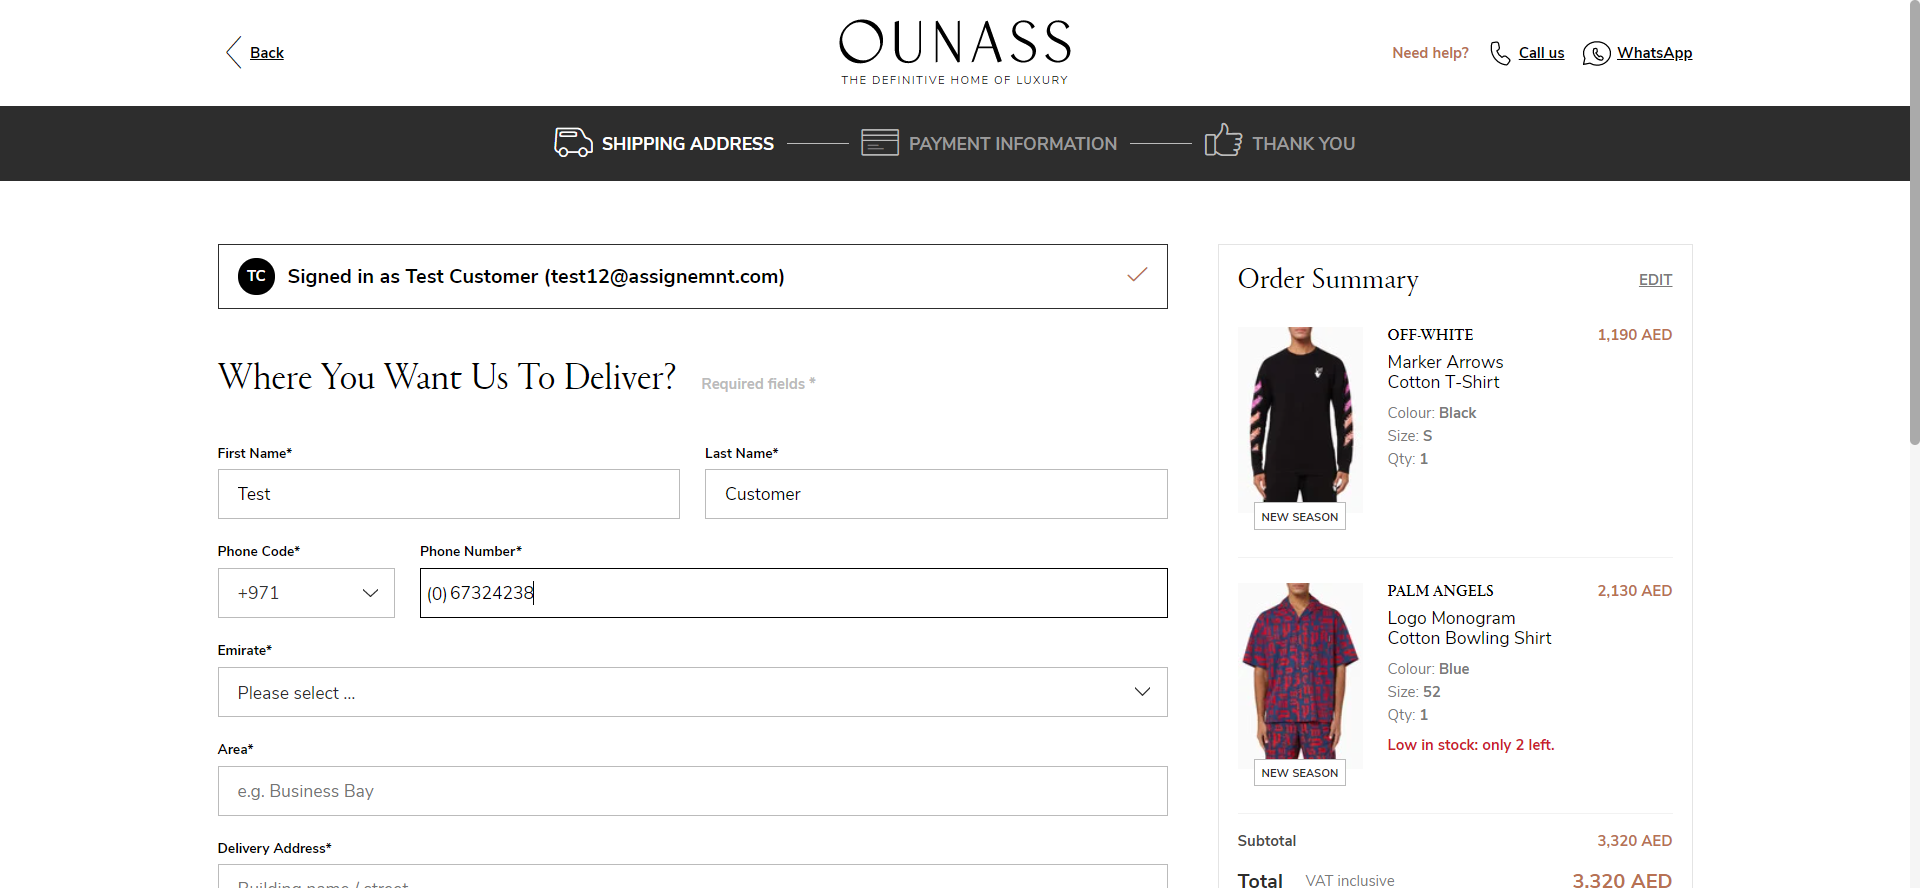 Back
OUNASS
THE DEFINITIVE HOME OF LUXURY
Need help?
Call us
WhatsApp
SHIPPING ADDRESS
PAYMENT INFORMATION
THANK YOU
TC
Signed in as Test Customer (test12@assignemnt.com)
Where You Want Us To Deliver?
Required fields *
First Name*
Last Name*
Test
Customer
Phone Code*
Phone Number*
+971
(0) 67324238
Emirate*
Please select ...
Area*
e.g. Business Bay
Delivery Address*
Building name / street
Order Summary
EDIT
OFF-WHITE
1,190 AED
Marker Arrows
Cotton T-Shirt
Colour: Black
Size: S
Qty: 1
NEW SEASON
PALM ANGELS
2,130 AED
Logo Monogram
Cotton Bowling Shirt
Colour: Blue
Size: 52
Qty: 1
Low in stock: only 2 left.
NEW SEASON
Subtotal
3,320 AED
Total
VAT inclusive
3,320 AED